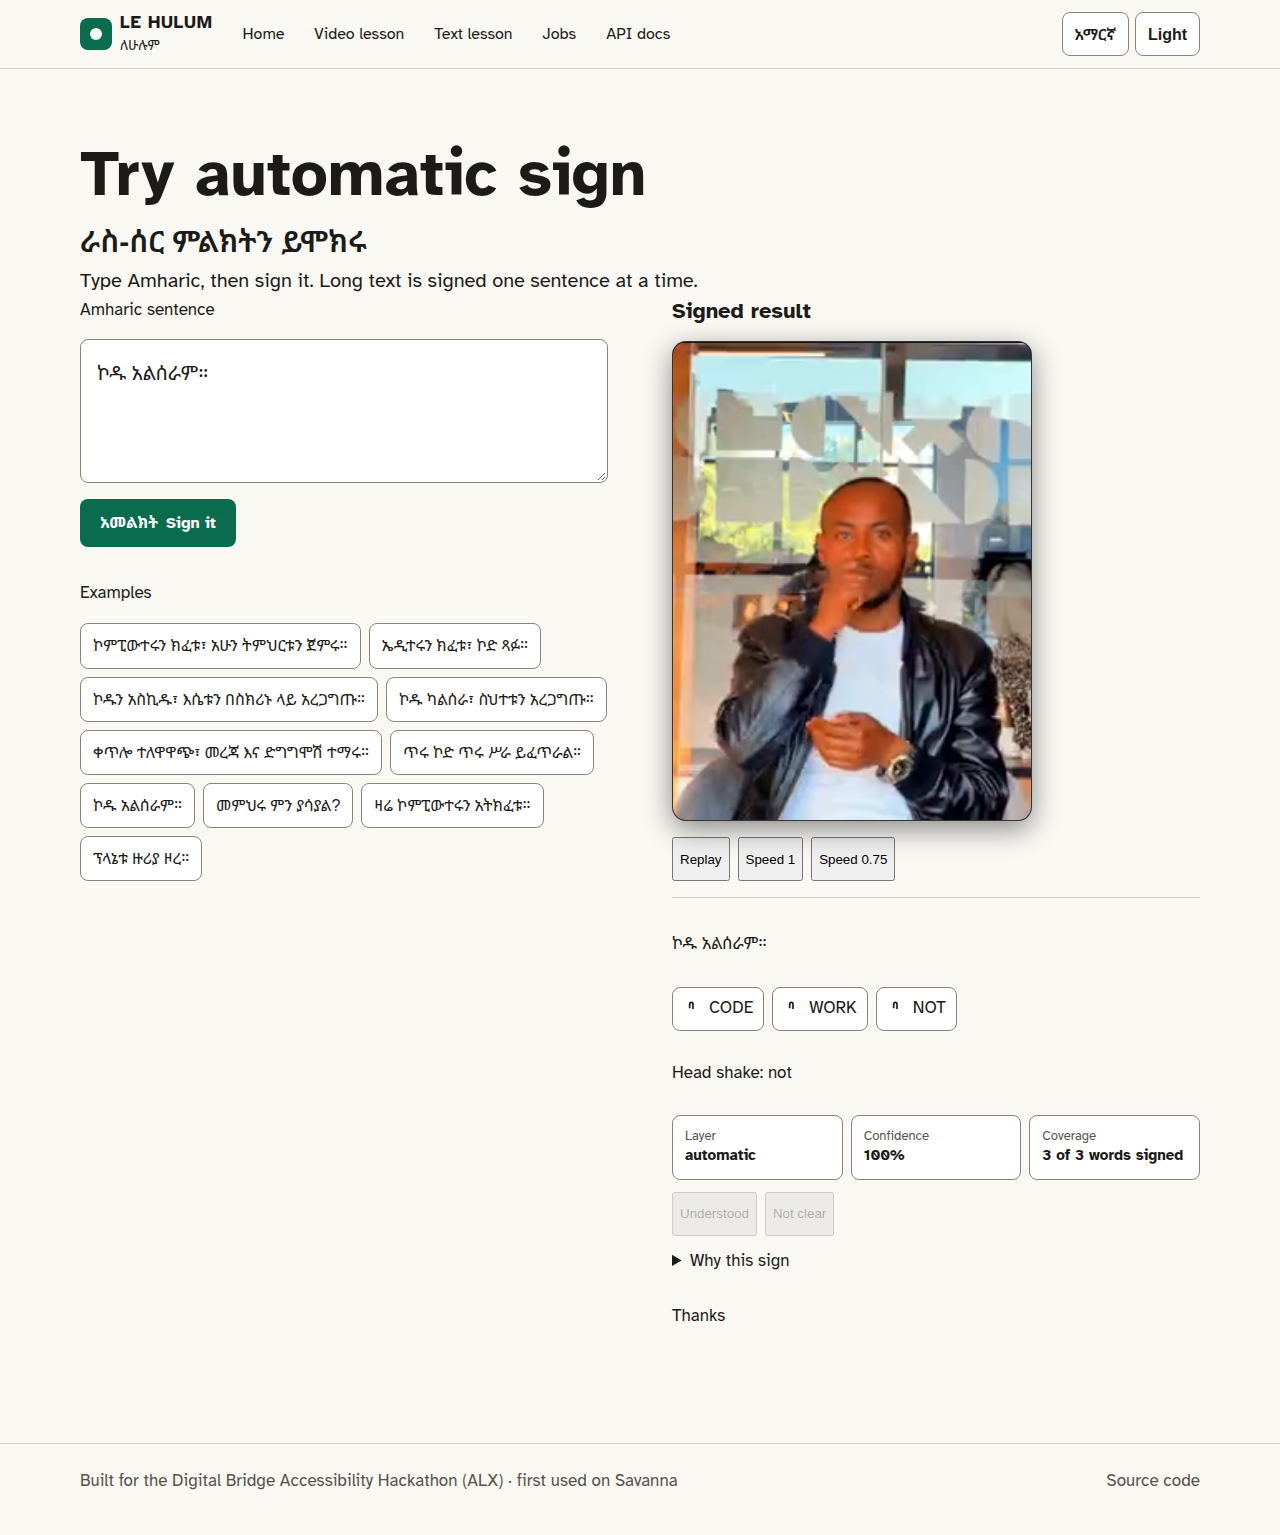 LE HULUM
ለሁሉም
Home
Video lesson
Text lesson
Jobs
API docs
አማርኛ
Light
Try automatic sign
ራስ-ሰር ምልክትን ይሞክሩ
Type Amharic, then sign it. Long text is signed one sentence at a time.
Amharic sentence
ኮዱ አልሰራም።
አመልክት Sign it
Examples
ኮምፒውተሩን ክፈቱ፣ አሁን ትምህርቱን ጀምሩ።
ኤዲተሩን ክፈቱ፣ ኮድ ጻፉ።
ኮዱን አስኪዱ፣ እሴቱን በስክሪኑ ላይ አረጋግጡ።
ኮዱ ካልሰራ፣ ስህተቱን አረጋግጡ።
ቀጥሎ ተለዋዋጭ፣ መረጃ እና ድግግሞሽ ተማሩ።
ጥሩ ኮድ ጥሩ ሥራ ይፈጥራል።
ኮዱ አልሰራም።
መምህሩ ምን ያሳያል?
ዛሬ ኮምፒውተሩን አትክፈቱ።
ፕላኔቱ ዙሪያ ዞረ።
Signed result
Replay
Speed 1
Speed 0.75
ኮዱ አልሰራም።
በ CODE
በ WORK
በ NOT
Head shake: not
Layer
automatic
Confidence
100%
Coverage
3 of 3 words signed
Understood
Not clear
Why this sign
Thanks
Built for the Digital Bridge Accessibility Hackathon (ALX) · first used on Savanna
Source code